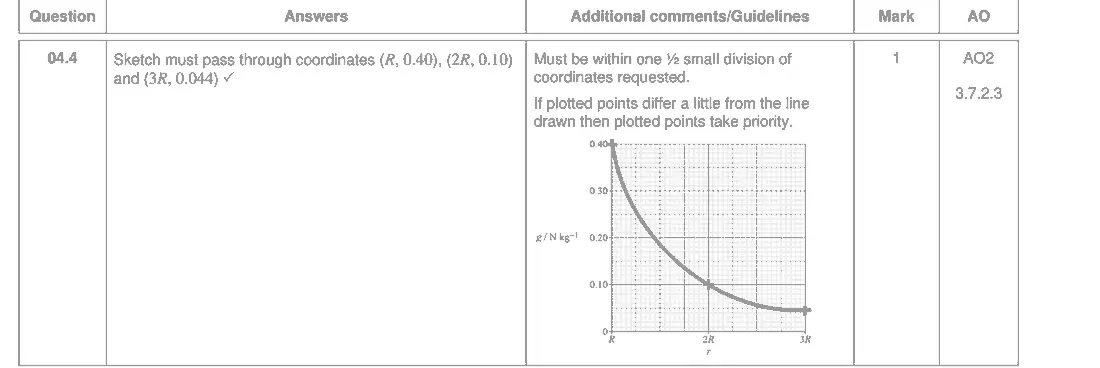 Question Answers Additional comments/Guidelines Mark AO
04.4 Sketch must pass through coordinates (R, 0.40), (2R, 0.10) and (3R, 0.044) ✓
Must be within one ½ small division of
coordinates requested.
If plotted points differ a little from the line
drawn then plotted points take priority.
0.40
0.30
g / N kg⁻¹ 0.20
0.10
0
R 2R 3R
r
1
AO2
3.7.2.3